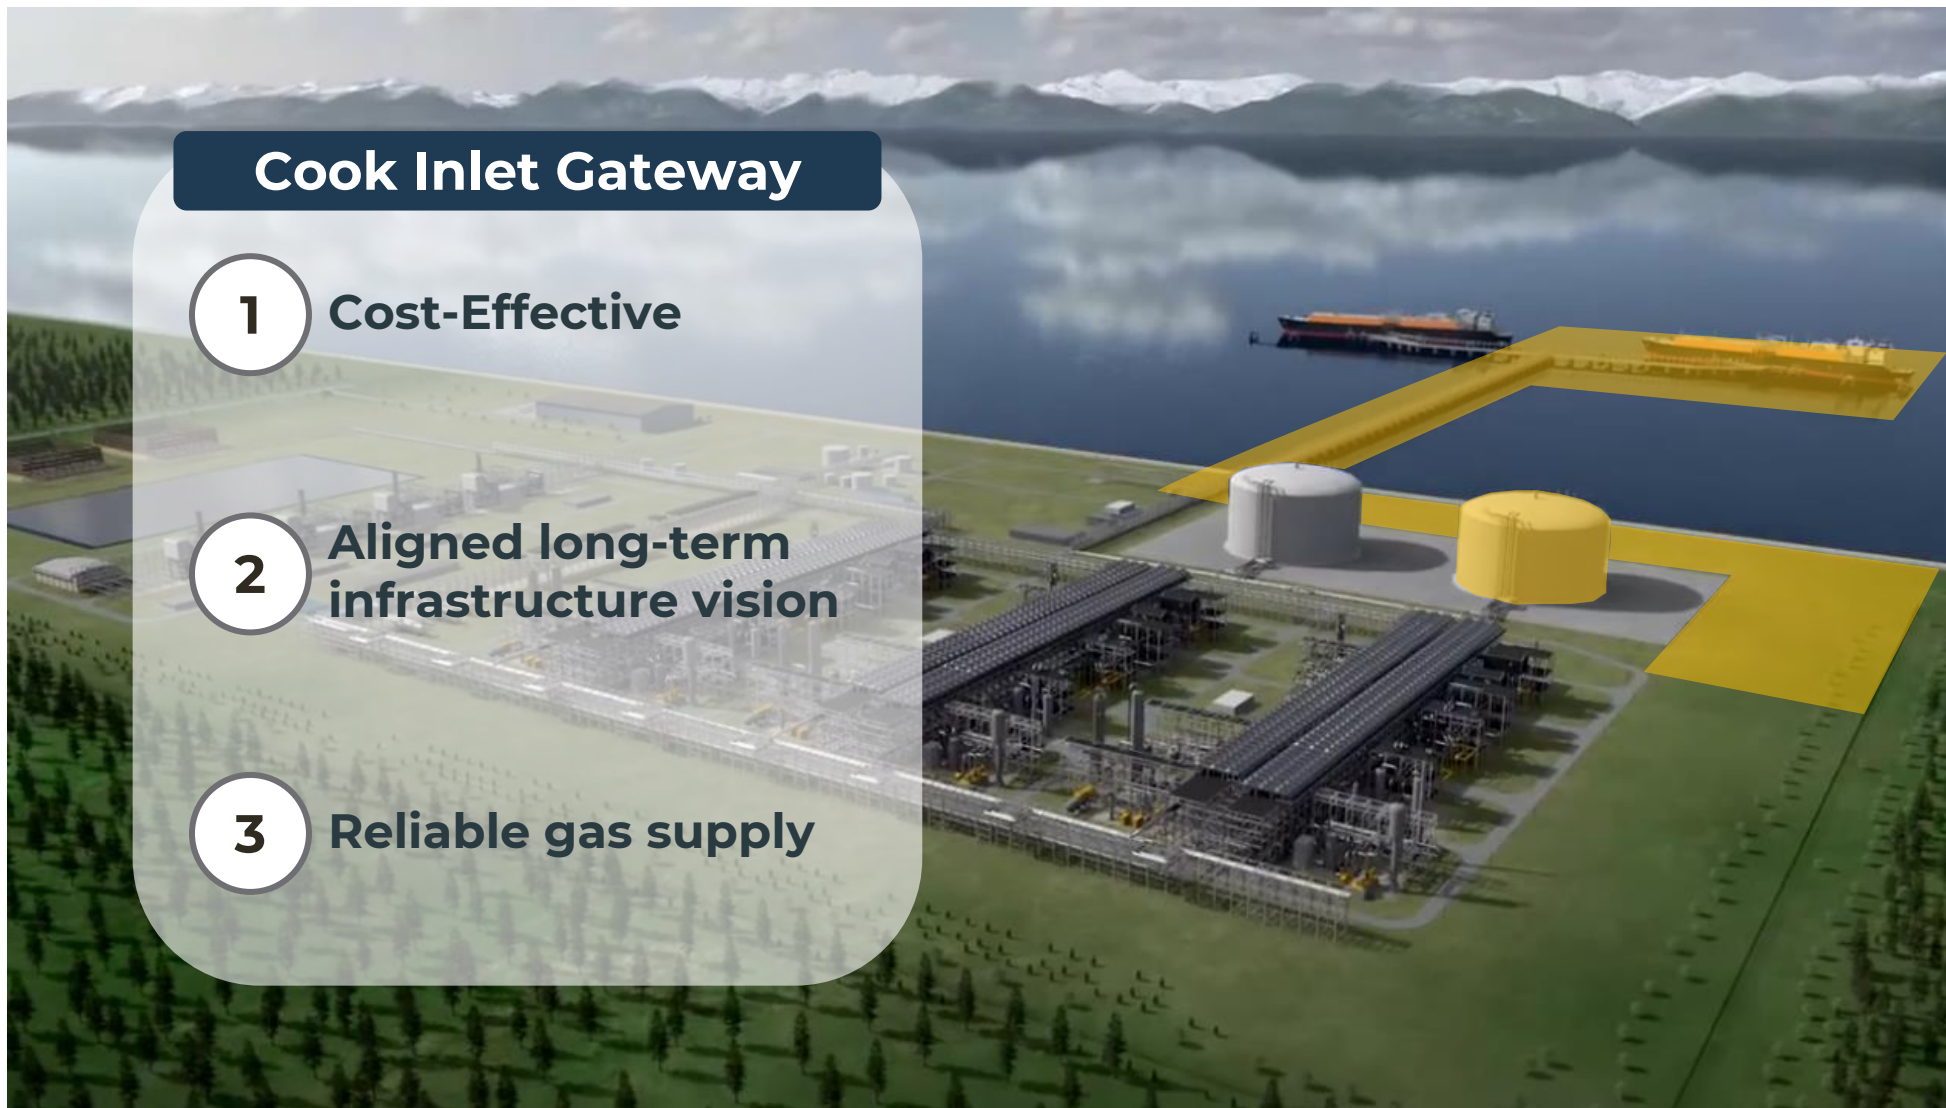 Cook Inlet Gateway
1 Cost-Effective
2 Aligned long-term
infrastructure vision
3 Reliable gas supply